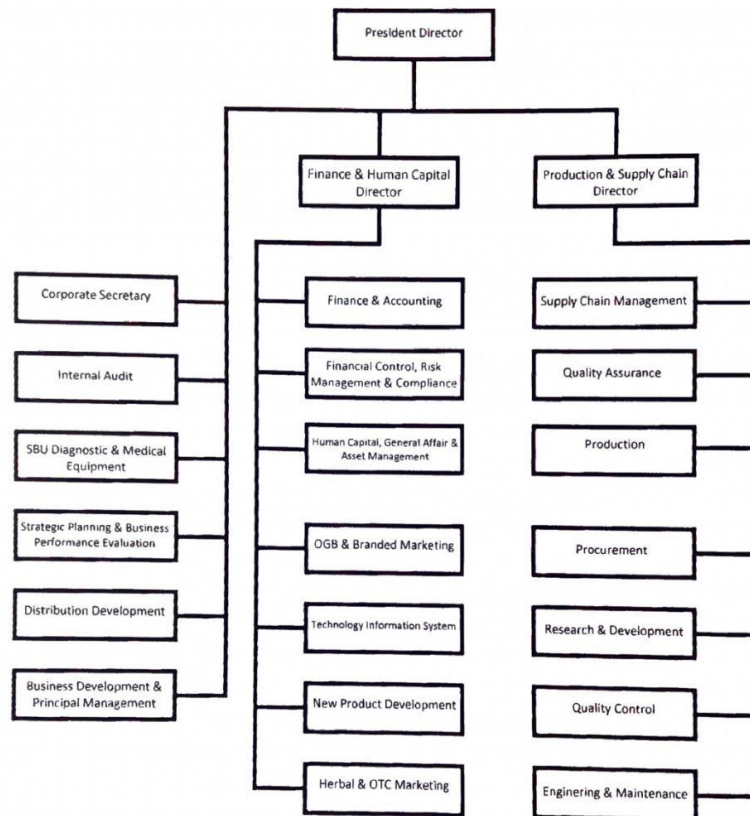 President Director
Finance & Human Capital
Director
Production & Supply Chain
Director
Corporate Secretary
Internal Audit
SBU Diagnostic & Medical
Equipment
Strategic Planning & Business
Performance Evaluation
Distribution Development
Business Development &
Principal Management
Finance & Accounting
Financial Control, Risk
Management & Compliance
Human Capital, General Affair &
Asset Management
OGB & Branded Marketing
Technology Information System
New Product Development
Herbal & OTC Marketing
Supply Chain Management
Quality Assurance
Production
Procurement
Research & Development
Quality Control
Enginering & Maintenance